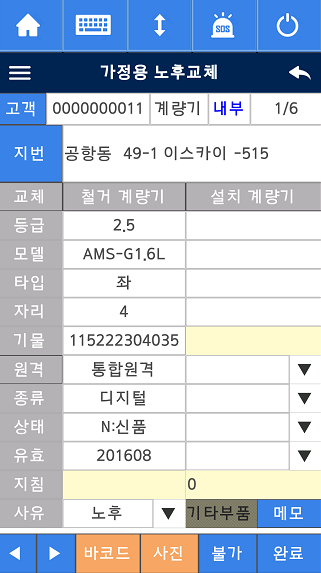 SOS
가정용 노후교체
고객 0000000011 계량기 내부 1/6
지번 공항동 49-1 이스카이 -515
교체 철거 계량기 설치 계량기
등급 2.5
모델 AMS-G1.6L
타입 좌
자리 4
기물 115222304035
원격 통합원격
종류 디지털
상태 N:신품
유효 201608
지침 0
사유 노후 기타부품 메모
바코드 사진 불가 완료